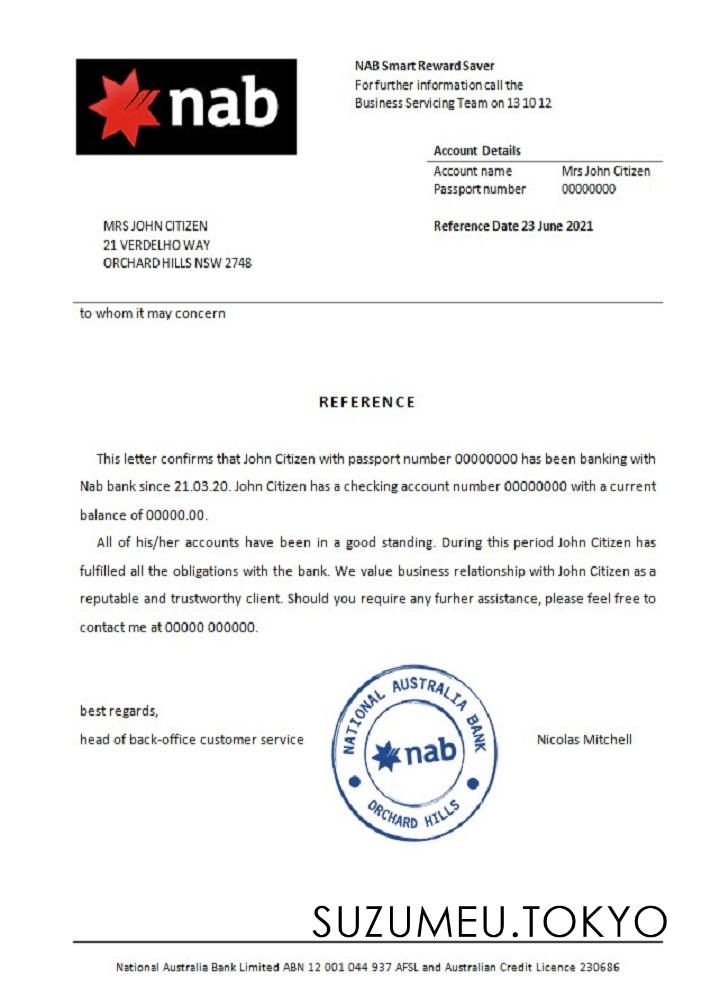 nab
NAB Smart Reward Saver
For further information call the
Business Servicing Team on 13 10 12
Account Details
Account name Mrs John Citizen
Passport number 00000000
MRS JOHN CITIZEN
21 VERDELHO WAY
ORCHARD HILLS NSW 2748
Reference Date 23 June 2021
to whom it may concern
REFERENCE
This letter confirms that John Citizen with passport number 00000000 has been banking with
Nab bank since 21.03.20. John Citizen has a checking account number 00000000 with a current
balance of 00000.00.
All of his/her accounts have been in a good standing. During this period John Citizen has
fulfilled all the obligations with the bank. We value business relationship with John Citizen as a
reputable and trustworthy client. Should you require any furher assistance, please feel free to
contact me at 00000 000000.
best regards,
head of back-office customer service
NATIONAL AUSTRALIA BANK
nab
ORCHARD HILLS
Nicolas Mitchell
SUZUMEU.TOKYO
National Australia Bank Limited ABN 12 001 044 937 AFSL and Australian Credit Licence 230686